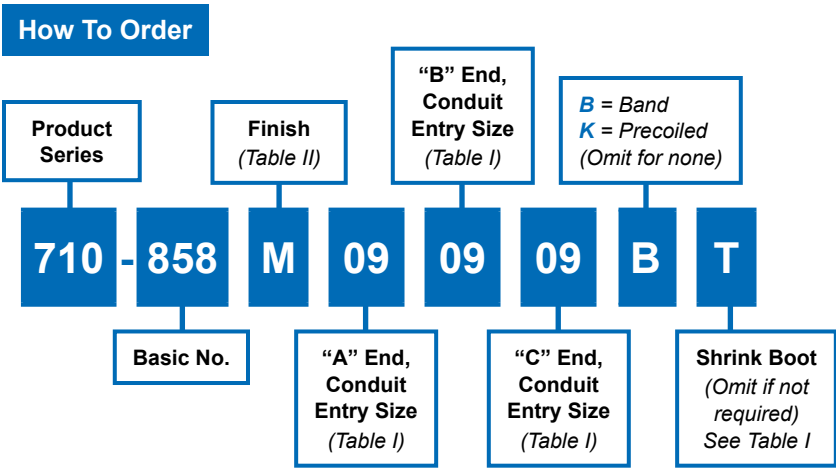 How To Order
Product
Series
Finish
(Table II)
“B” End,
Conduit
Entry Size
(Table I)
B = Band
K = Precoiled
(Omit for none)
710 - 858 M 09 09 09 B T
Basic No.
“A” End,
Conduit
Entry Size
(Table I)
“C” End,
Conduit
Entry Size
(Table I)
Shrink Boot
(Omit if not
required)
See Table I